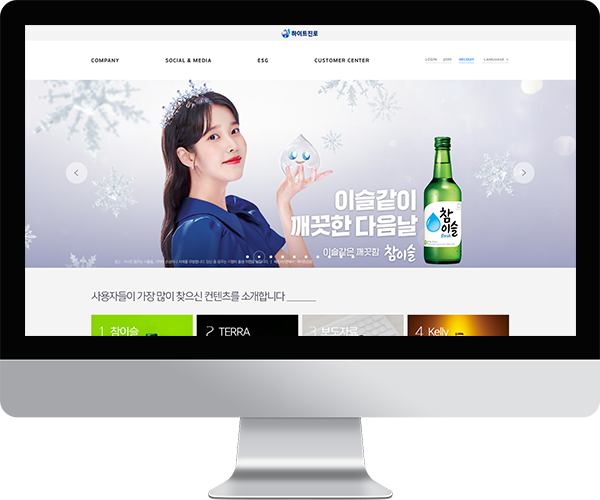 하이트진로
COMPANY
SOCIAL & MEDIA
ESG
CUSTOMER CENTER
LOGIN
JOIN
RECRUIT
LANGUAGE
이슬같이
깨끗한 다음날
이슬같은 깨끗함 참이슬
참이슬
fresh
사용자들이 가장 많이 찾으신 컨텐츠를 소개합니다
1 참이슬
2 TERRA
3 보도자료
4 Kelly